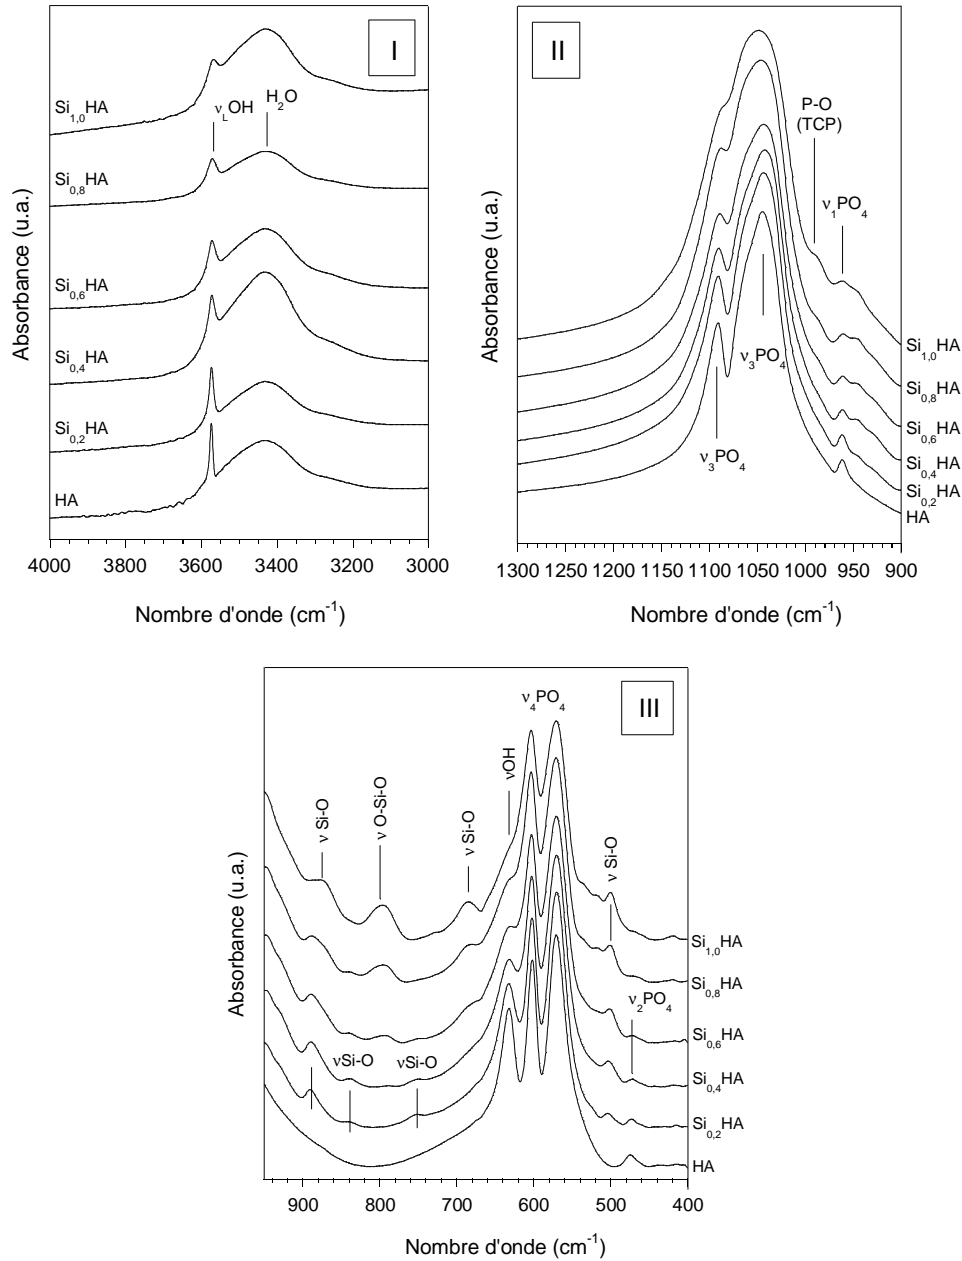 I
Si1,0HA
νLOH
H2O
Si0,8HA
Si0,6HA
Si0,4HA
Si0,2HA
HA
4000 3800 3600 3400 3200 3000
Nombre d'onde (cm-1)
Absorbance (u.a.)
II
P-O
(TCP)
ν1PO4
ν3PO4
ν3PO4
Si1,0HA
Si0,8HA
Si0,6HA
Si0,4HA
Si0,2HA
HA
1300 1250 1200 1150 1100 1050 1000 950 900
Nombre d'onde (cm-1)
Absorbance (u.a.)
III
ν4PO4
νOH
ν Si-O
ν O-Si-O
ν Si-O
ν Si-O
ν2PO4
νSi-O
νSi-O
Si1,0HA
Si0,8HA
Si0,6HA
Si0,4HA
Si0,2HA
HA
900 800 700 600 500 400
Nombre d'onde (cm-1)
Absorbance (u.a.)